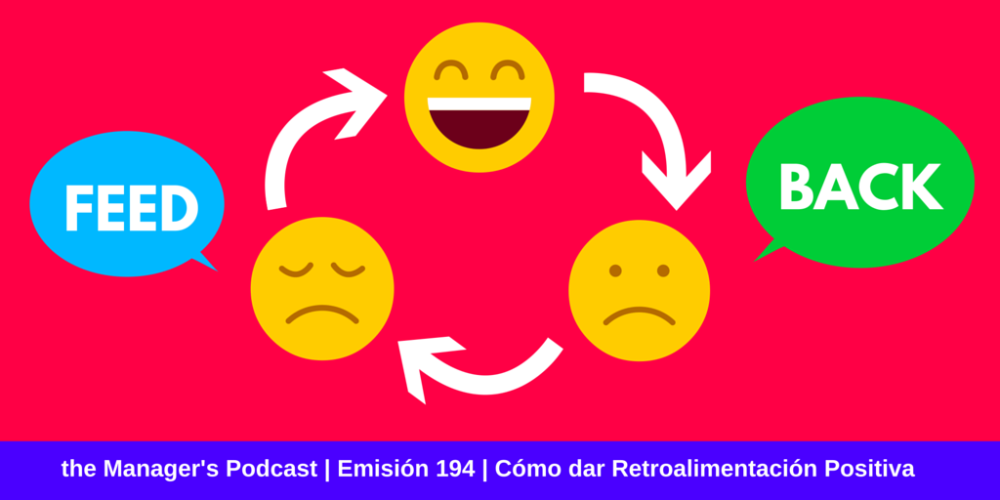 FEED
BACK
the Manager's Podcast | Emisión 194 | Cómo dar Retroalimentación Positiva